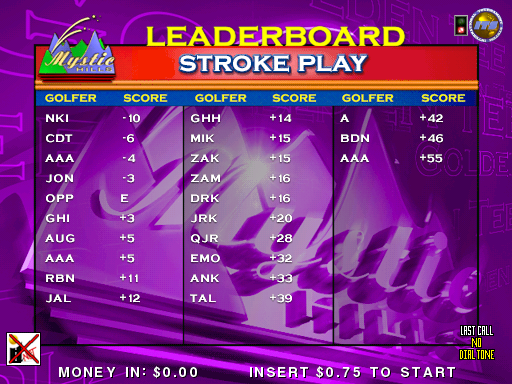 LEADERBOARD
Mystic
HILLS
STROKE PLAY
GOLFER SCORE GOLFER SCORE GOLFER SCORE
NKI -10 GHH +14 A +42
CDT -6 MIK +15 BDN +46
AAA -4 ZAK +15 AAA +55
JON -3 ZAM +16
OPP E DRK +16
GHI +3 JRK +20
AUG +5 QJR +28
AAA +5 EMO +32
RBN +11 ANK +33
JAL +12 TAL +39
LAST CALL
NO
DIALTONE
MONEY IN: $0.00 INSERT $0.75 TO START